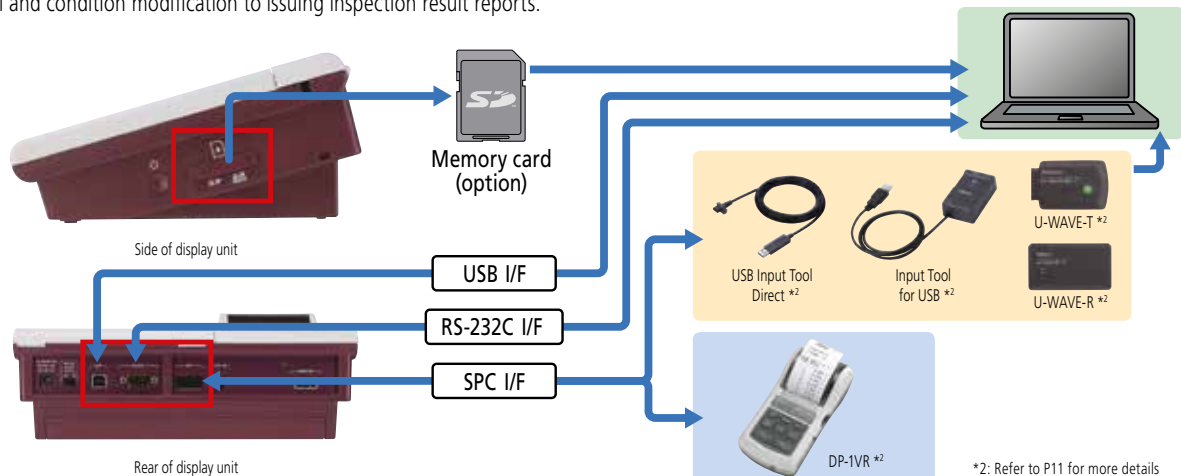 and condition modification to issuing inspection result reports.
SD
Memory card
(option)
Side of display unit
USB I/F
RS-232C I/F
SPC I/F
USB Input Tool
Direct *2
Input Tool
for USB *2
U-WAVE-T *2
U-WAVE-R *2
DP-1VR *2
Rear of display unit
*2: Refer to P11 for more details